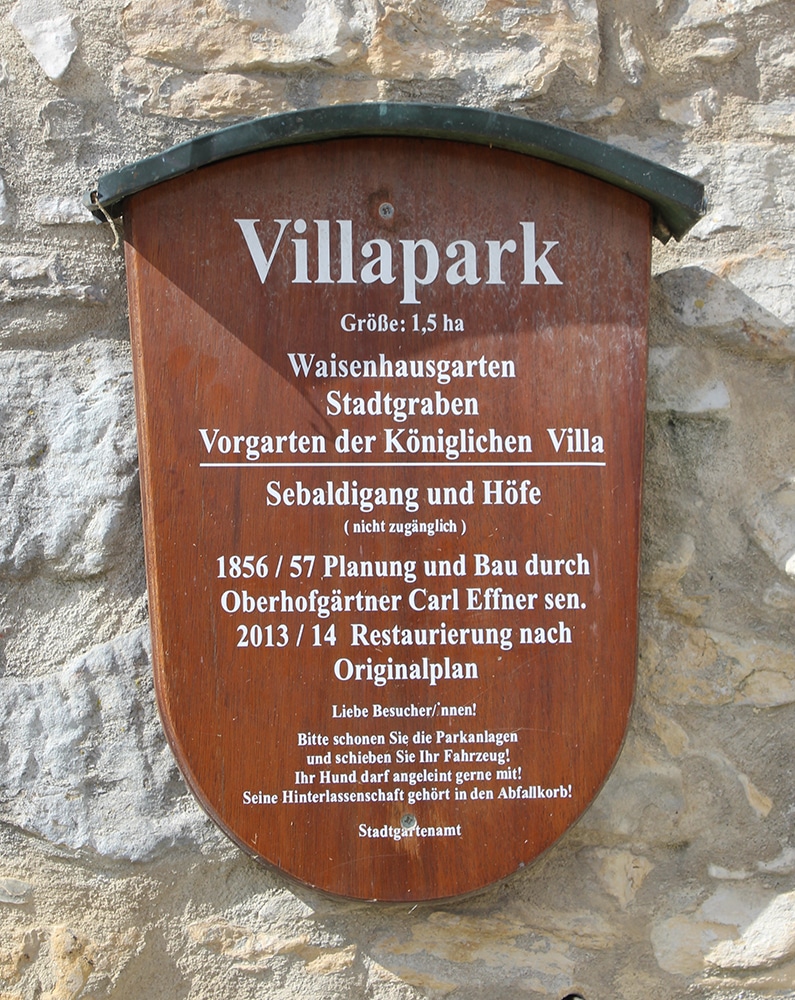 Villapark
Größe: 1,5 ha
Waisenhausgarten
Stadtgraben
Vorgarten der Königlichen Villa
Sebaldigang und Höfe
( nicht zugänglich )
1856 / 57 Planung und Bau durch
Oberhofgärtner Carl Effner sen.
2013 / 14 Restaurierung nach
Originalplan
Liebe Besucher/ nnen!
Bitte schonen Sie die Parkanlagen
und schieben Sie Ihr Fahrzeug!
Ihr Hund darf angeleint gerne mit!
Seine Hinterlassenschaft gehört in den Abfallkorb!
Stadtgartenamt